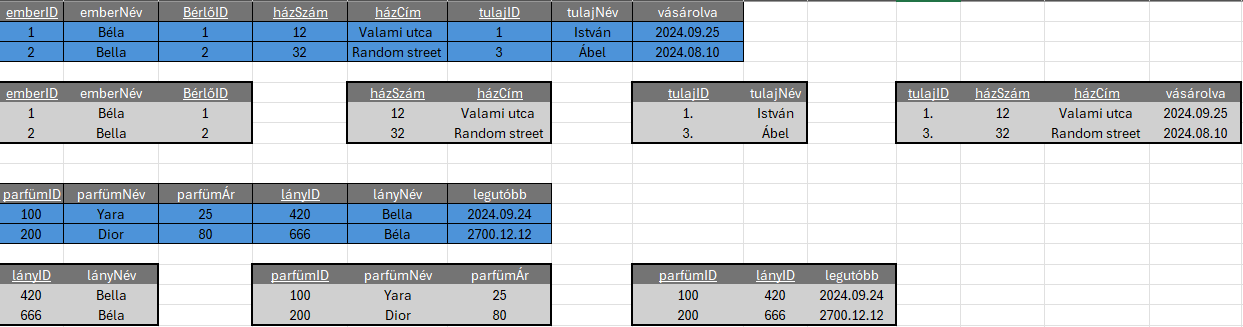 emberID emberNév BérlőID házSzám házCím tulajID tulajNév vásárolva
1 Béla 1 12 Valami utca 1 István 2024.09.25
2 Bella 2 32 Random street 3 Ábel 2024.08.10
emberID emberNév BérlőID házSzám házCím tulajID tulajNév tulajID házSzám házCím vásárolva
1 Béla 1 12 Valami utca 1. István 1. 12 Valami utca 2024.09.25
2 Bella 2 32 Random street 3. Ábel 3. 32 Random street 2024.08.10
parfümID parfümNév parfümÁr lányID lányNév legutóbb
100 Yara 25 420 Bella 2024.09.24
200 Dior 80 666 Béla 2700.12.12
lányID lányNév parfümID parfümNév parfümÁr parfümID lányID legutóbb
420 Bella 100 Yara 25 100 420 2024.09.24
666 Béla 200 Dior 80 200 666 2700.12.12